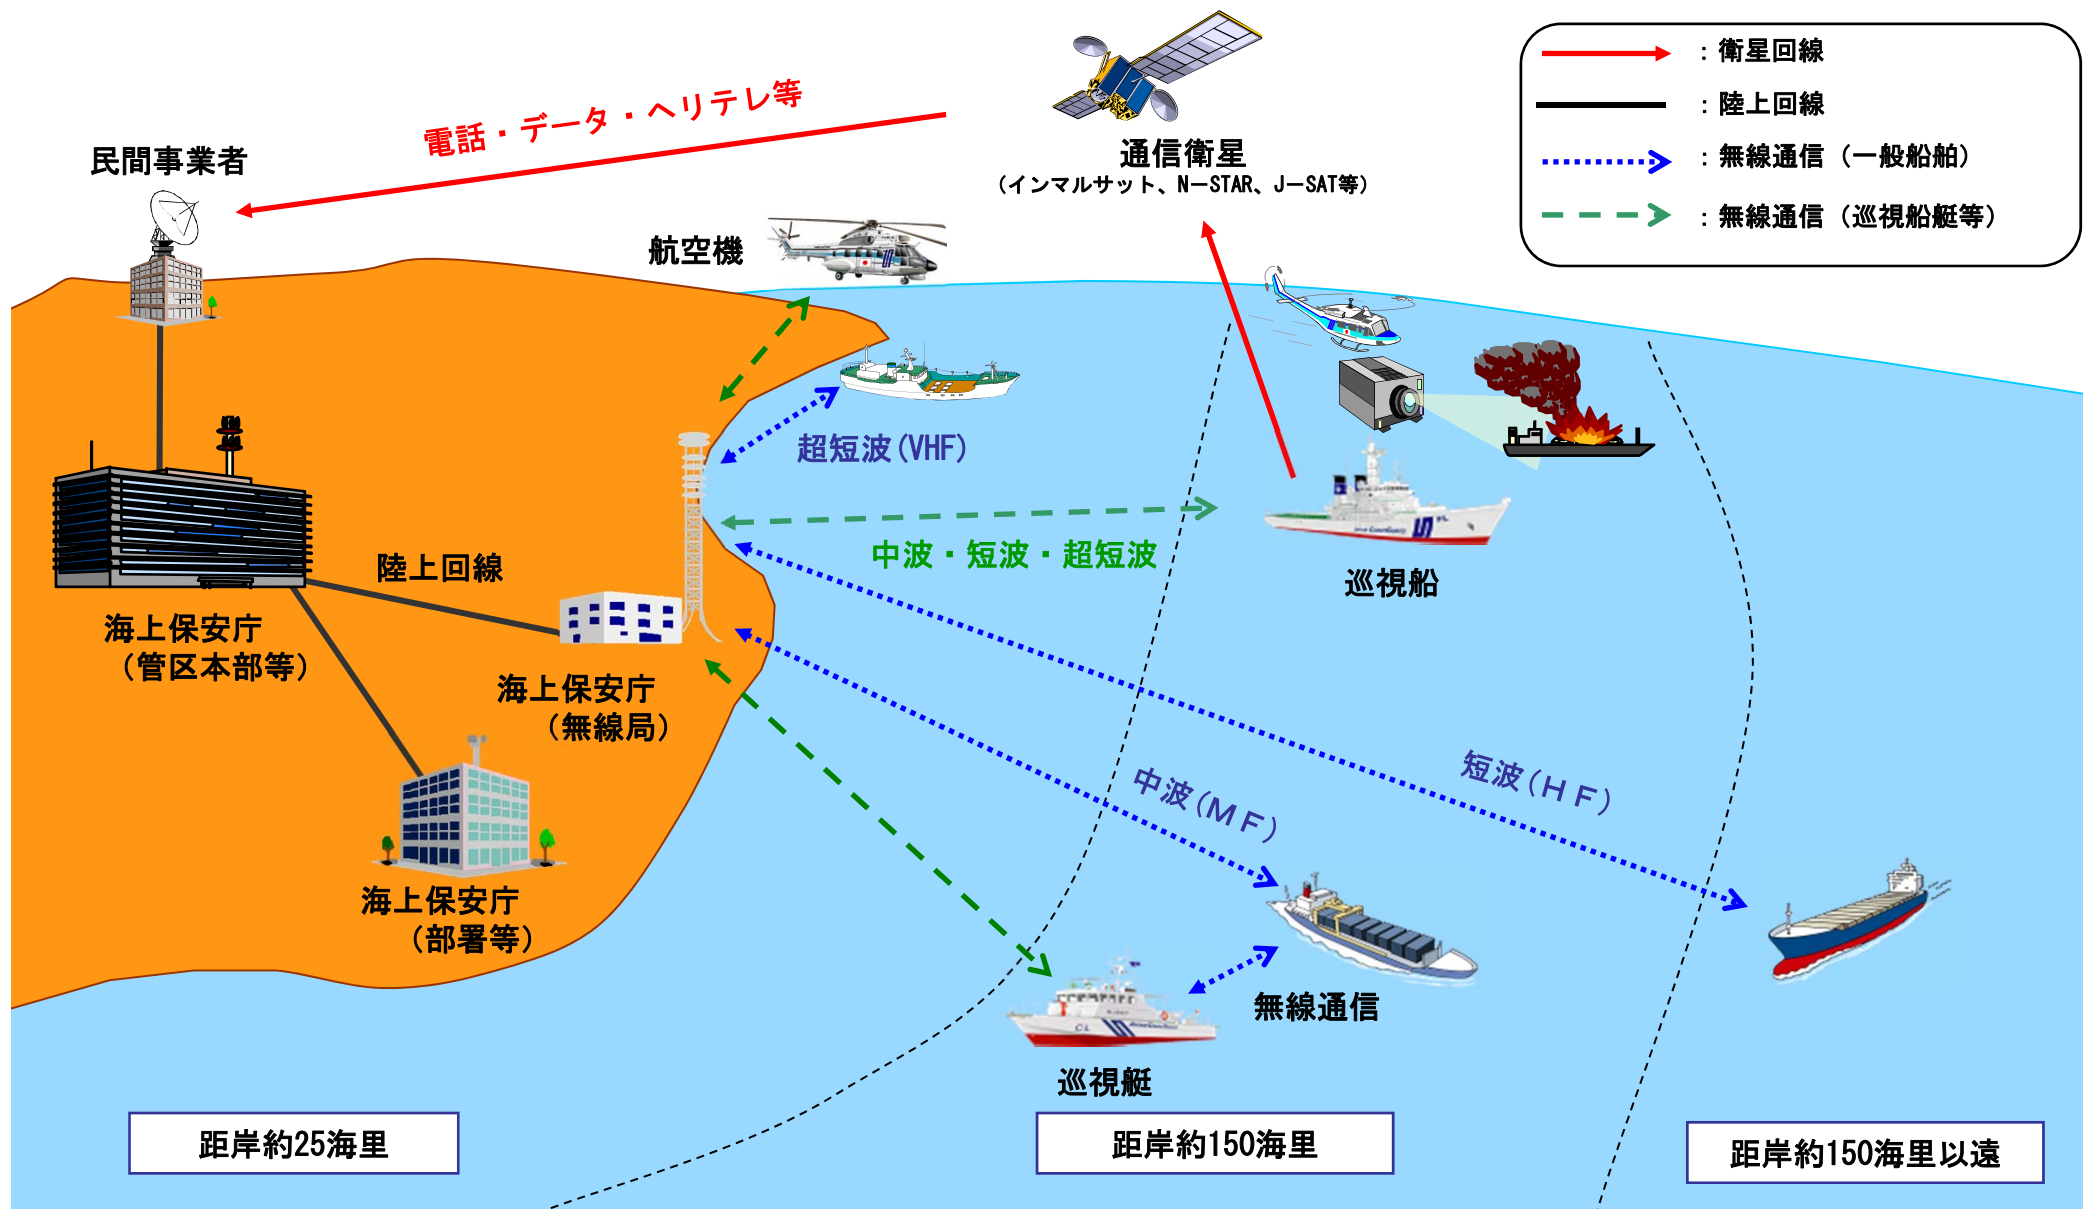 ：衛星回線
：陸上回線
：無線通信（一般船舶）
：無線通信（巡視船艇等）
電話・データ・ヘリテレ等
民間事業者
通信衛星
（インマルサット、N－STAR、J－SAT等）
航空機
超短波(VHF)
中波・短波・超短波
陸上回線
巡視船
海上保安庁
（管区本部等）
海上保安庁
（無線局）
短波(ＨＦ)
中波(ＭＦ)
海上保安庁
（部署等）
無線通信
巡視艇
距岸約25海里
距岸約150海里
距岸約150海里以遠